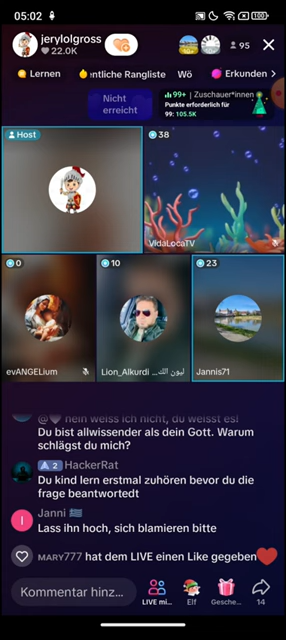 05:02
100
jerylolgross
22.0K
95
Lernen
entliche Rangliste
Wö
Erkunden >
Nicht
erreicht
99+ | Zuschauer*innen
Punkte erforderlich für
99: 105.5K
Host
38
VidaLocaTV
0
10
23
evANGELium
Lion_Alkurdi ...ليون الك
Jannis71
@🤍 nein weiss ich nicht, du weisst es!
Du bist allwissender als dein Gott. Warum
schlägst du mich?
2 HackerRat
Du kind lern erstmal zuhören bevor du die
frage beantwortedt
J Janni 🇬🇷
Lass ihn hoch, sich blamieren bitte
MARY777 hat dem LIVE einen Like gegeben
Kommentar hinz...
LIVE mi...
Elf
Gesche...
14